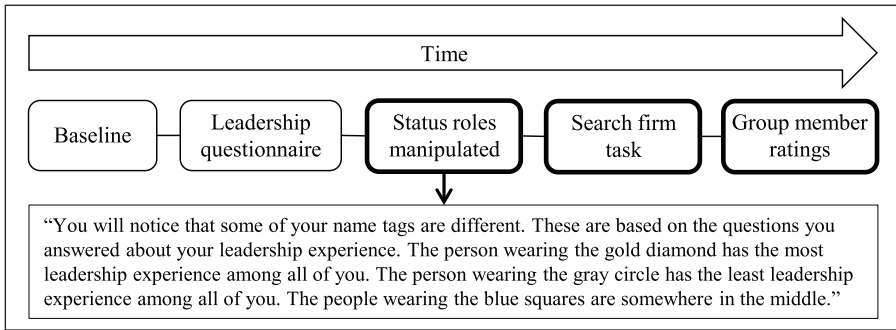 Time
Baseline
Leadership
questionnaire
Status roles
manipulated
Search firm
task
Group member
ratings
“You will notice that some of your name tags are different. These are based on the questions you
answered about your leadership experience. The person wearing the gold diamond has the most
leadership experience among all of you. The person wearing the gray circle has the least leadership
experience among all of you. The people wearing the blue squares are somewhere in the middle.”